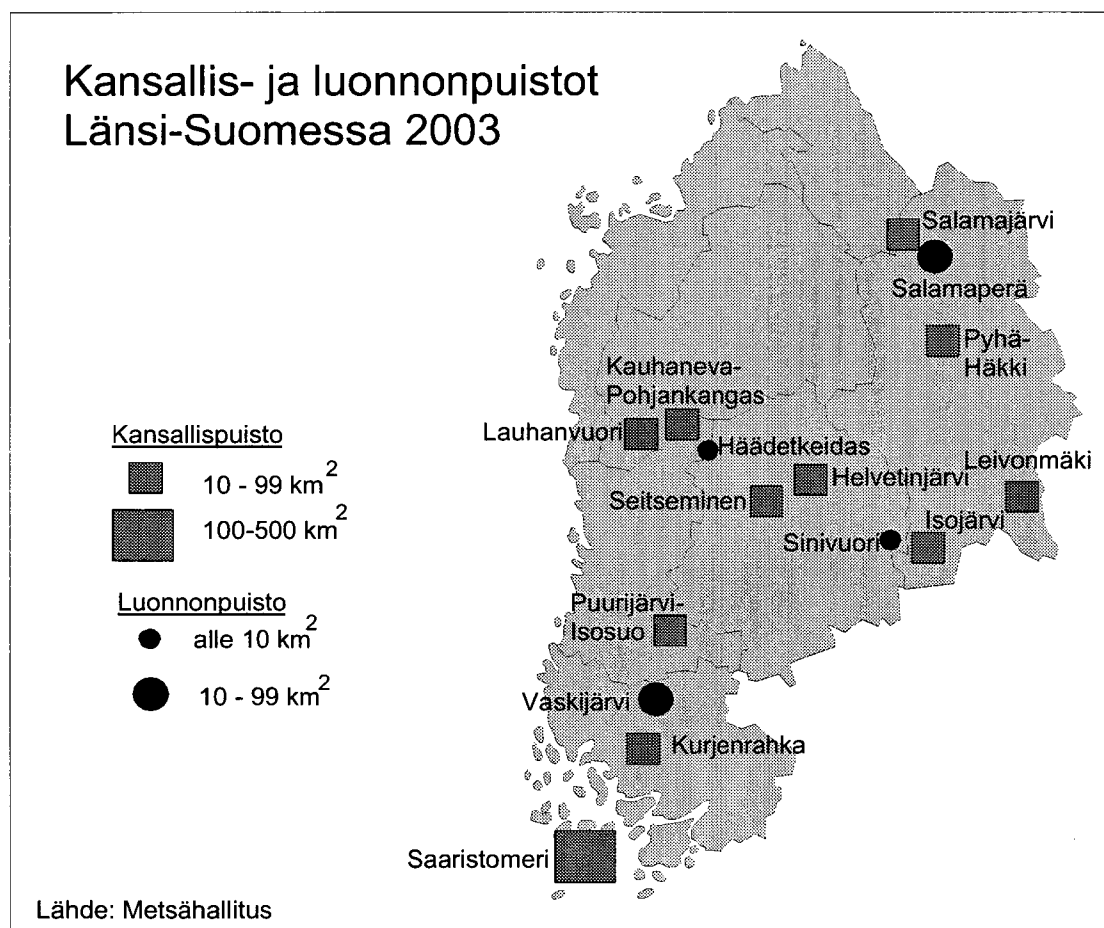 Kansallis- ja luonnonpuistot
Länsi-Suomessa 2003
Salamajärvi
Salamaperä
Pyhä-
Häkki
Kauhaneva-
Pohjankangas
Lauhanvuori
Häädetkeidas
Leivonmäki
Helvetinjärvi
Seitseminen
Isojärvi
Sinivuori
Puurijärvi-
Isosuo
Vaskijärvi
Kurjenrahka
Saaristomeri
Kansallispuisto
10 - 99 km²
100-500 km²
Luonnonpuisto
alle 10 km²
10 - 99 km²
Lähde: Metsähallitus